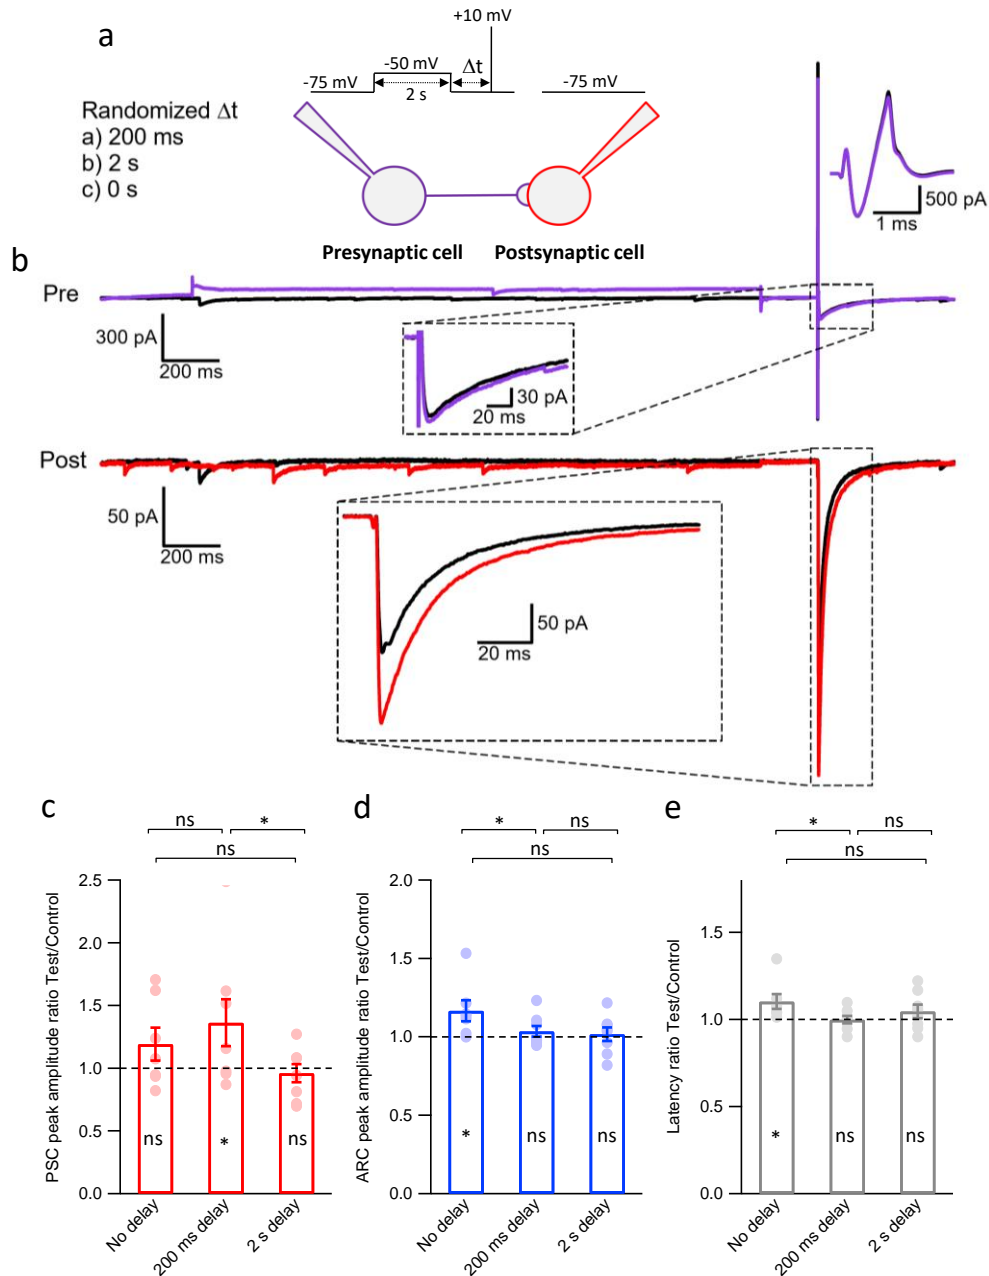 a
+10 mV
-50 mV
Δt
-75 mV
2 s
-75 mV
Randomized Δt
a) 200 ms
b) 2 s
c) 0 s
500 pA
1 ms
Presynaptic cell
Postsynaptic cell
b
Pre
300 pA
200 ms
30 pA
20 ms
Post
50 pA
200 ms
50 pA
20 ms
c
ns
*
ns
PSC peak amplitude ratio Test/Control
2.5
2.0
1.5
1.0
0.5
0.0
ns
*
ns
No delay
200 ms delay
2 s delay
d
*
ns
ns
ARC peak amplitude ratio Test/Control
2.0
1.5
1.0
0.5
0.0
*
ns
ns
No delay
200 ms delay
2 s delay
e
*
ns
ns
Latency ratio Test/Control
1.5
1.0
0.5
0.0
*
ns
ns
No delay
200 ms delay
2 s delay